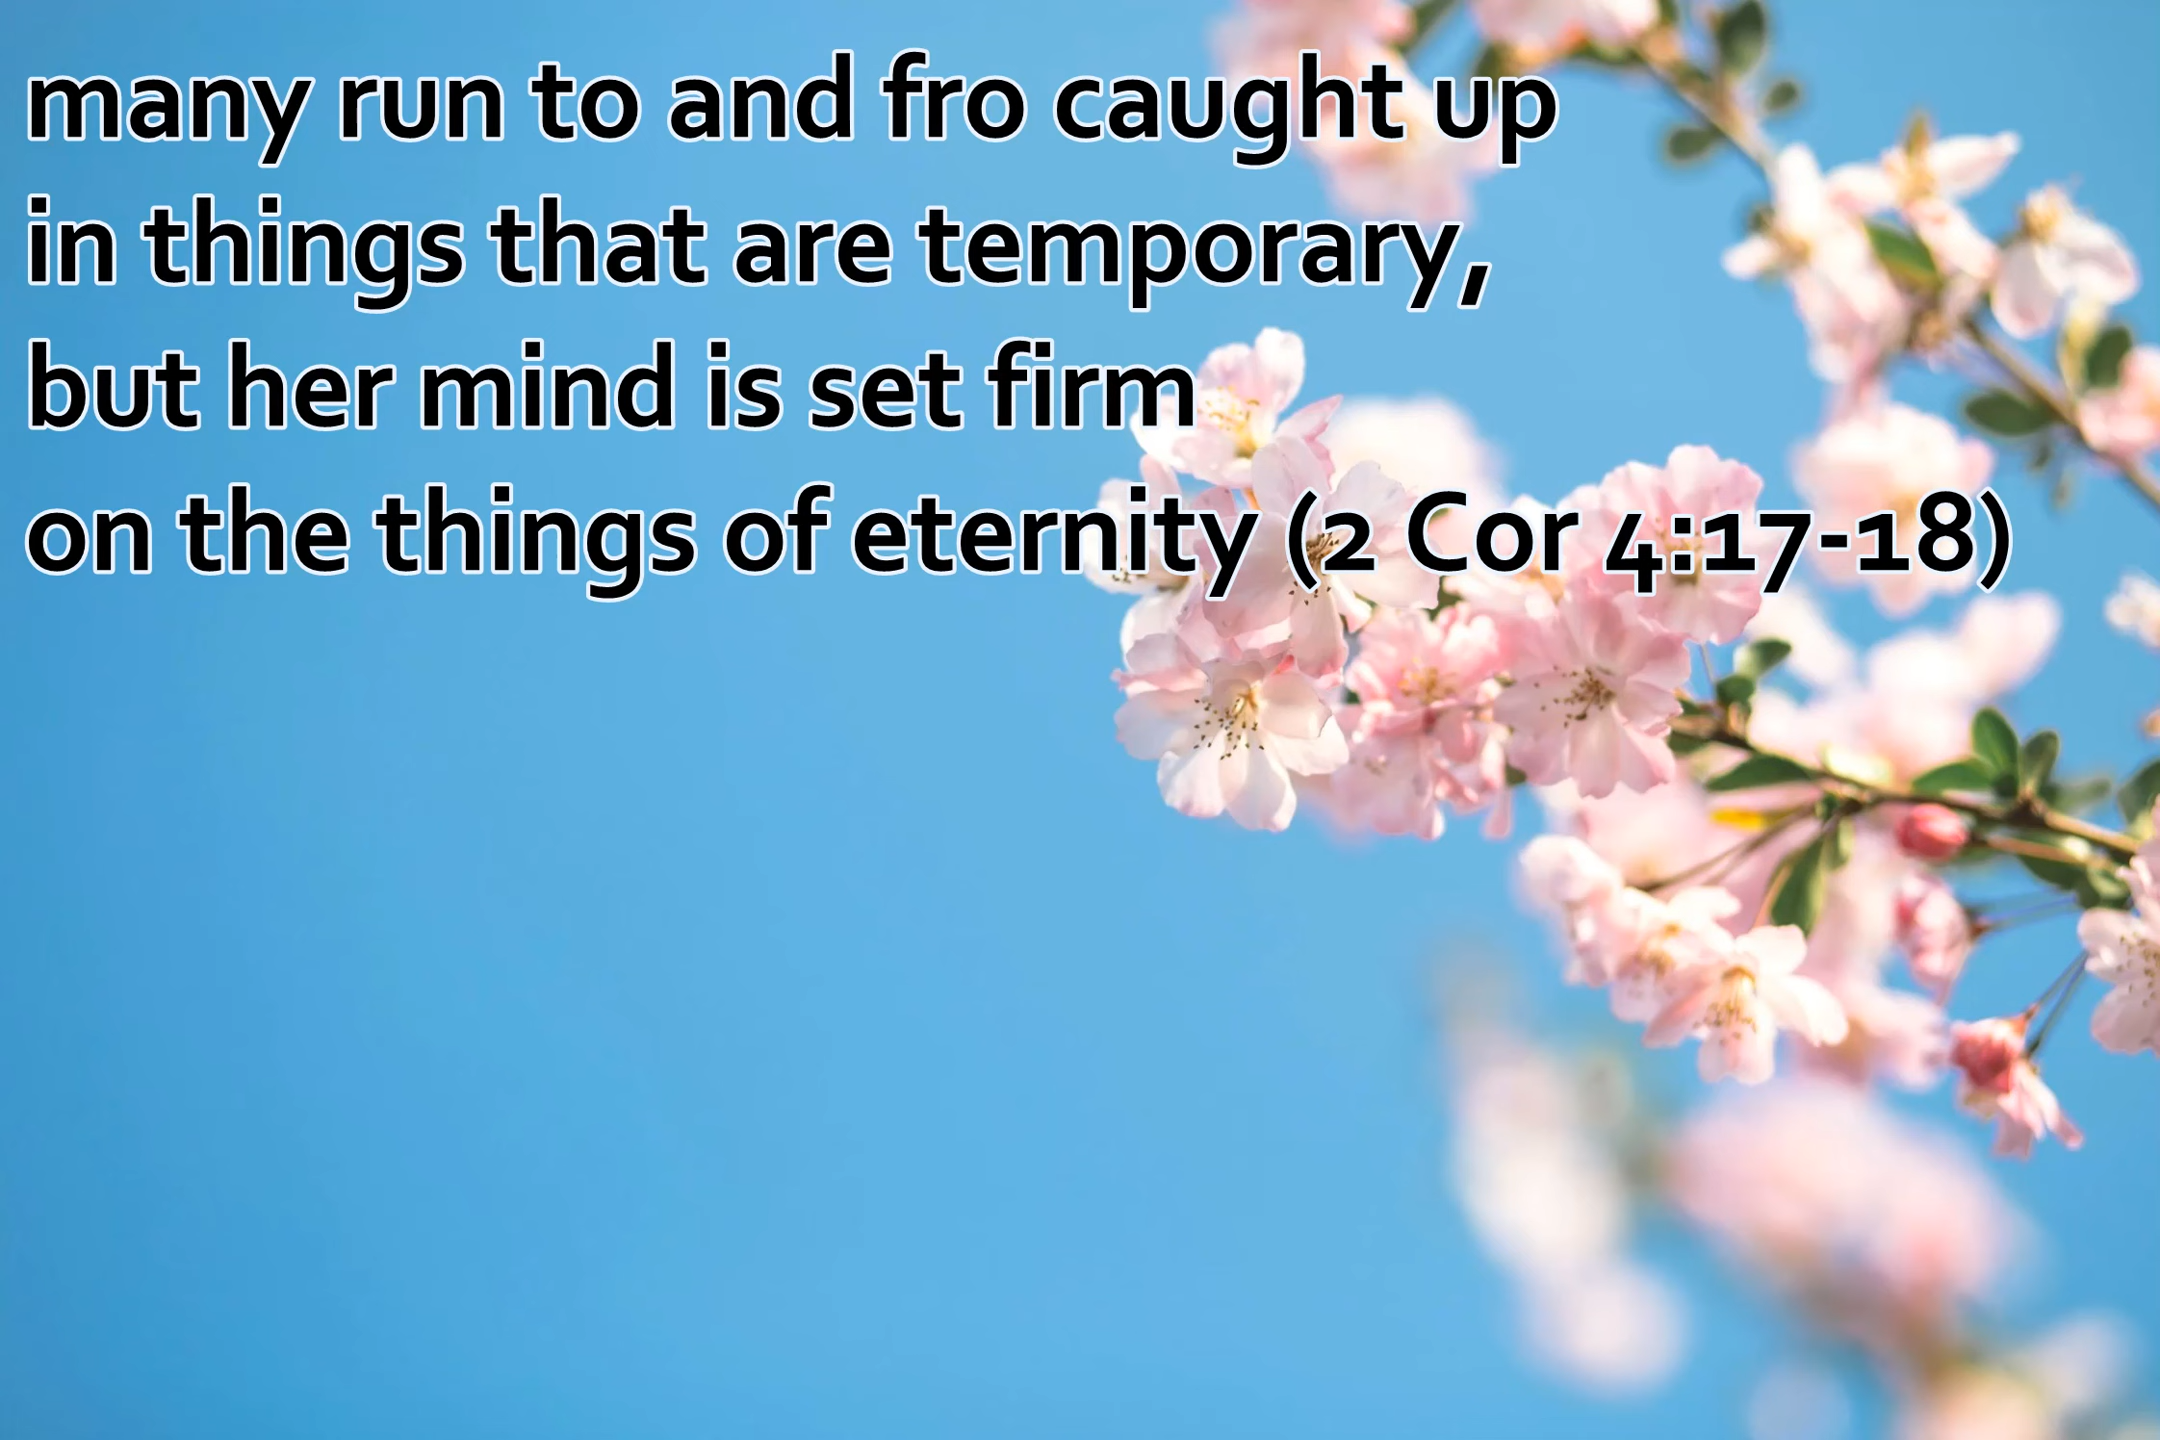 many run to and fro caught up
in things that are temporary,
but her mind is set firm
on the things of eternity (2 Cor 4:17-18)